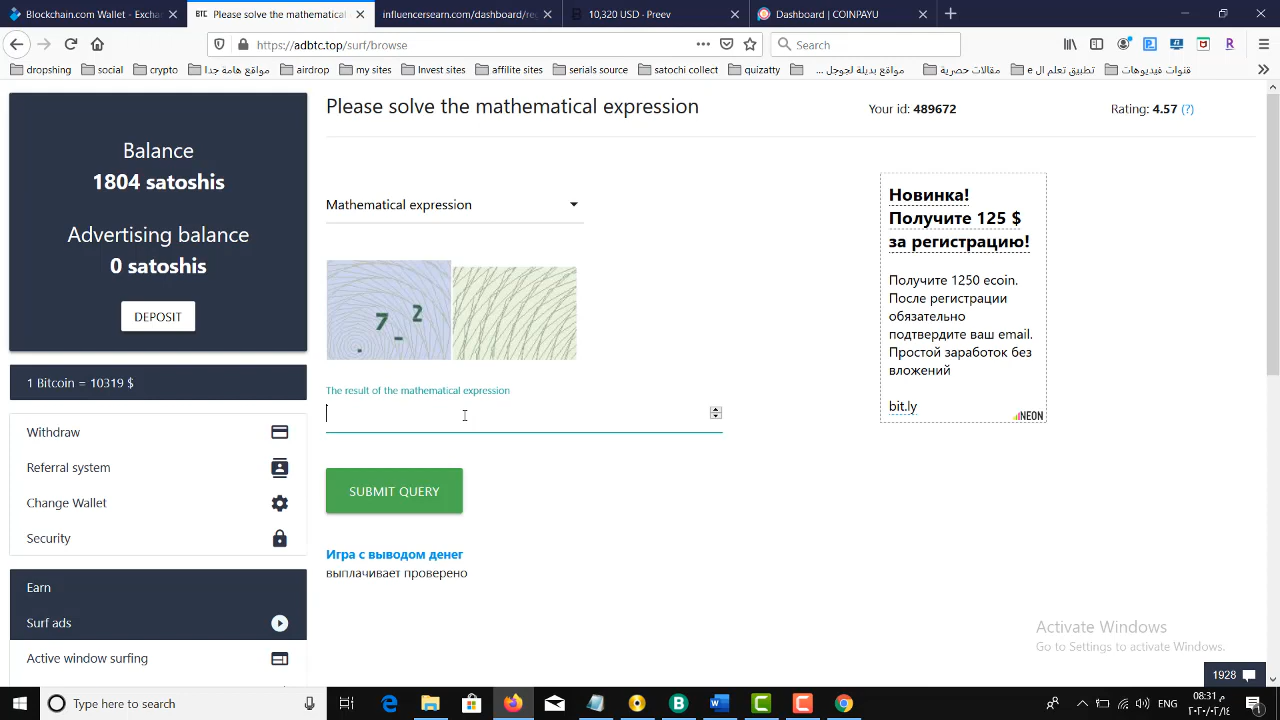 Blockchain.com Wallet - Exchan
BTC Please solve the mathematical e
influencersearn.com/dashboard/re
10,320 USD - Preev
Dashboard | COINPAYU
https://adbtc.top/surf/browse
Search
dropshing
social
crypto
مواقع هامة جدا
airdrop
my sites
Invest sites
affilite sites
serials source
satochi collect
quizatty
مواقع بديلة لجوجل ...
مقالات حصرية
تطبيق تعلم ال e
قنوات فيديوهات
Balance
1804 satoshis
Advertising balance
0 satoshis
DEPOSIT
1 Bitcoin = 10319 $
Withdraw
Referral system
Change Wallet
Security
Earn
Surf ads
Active window surfing
Please solve the mathematical expression
Your id: 489672
Rating: 4.57 (?)
Mathematical expression
7 - 2
The result of the mathematical expression
SUBMIT QUERY
Игра с выводом денег
выплачивает проверено
Новинка!
Получите 125 $
за регистрацию!
Получите 1250 ecoin.
После регистрации
обязательно
подтвердите ваш email.
Простой заработок без
вложений
bit.ly
NEON
Activate Windows
Go to Settings to activate Windows.
1928
Type here to search
ENG
08:31 م